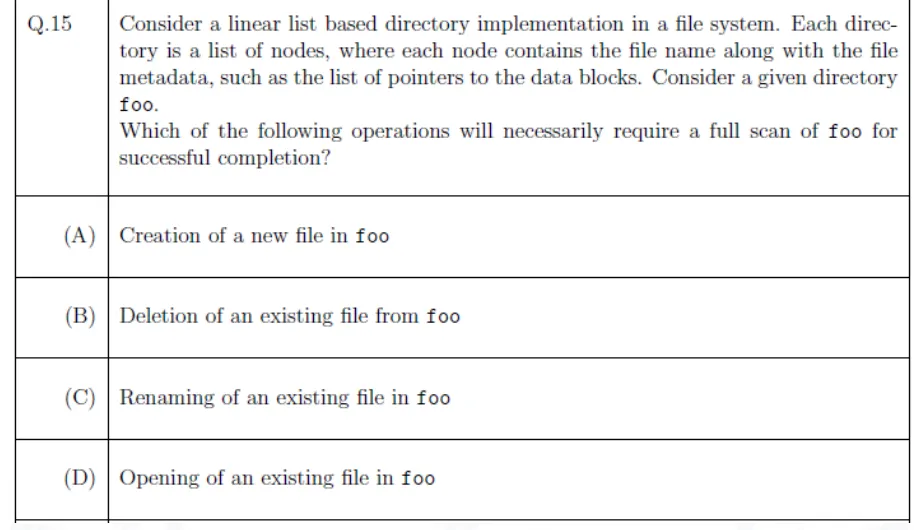 Q.15 Consider a linear list based directory implementation in a file system. Each direc-
tory is a list of nodes, where each node contains the file name along with the file
metadata, such as the list of pointers to the data blocks. Consider a given directory
foo.
Which of the following operations will necessarily require a full scan of foo for
successful completion?
(A) Creation of a new file in foo
(B) Deletion of an existing file from foo
(C) Renaming of an existing file in foo
(D) Opening of an existing file in foo